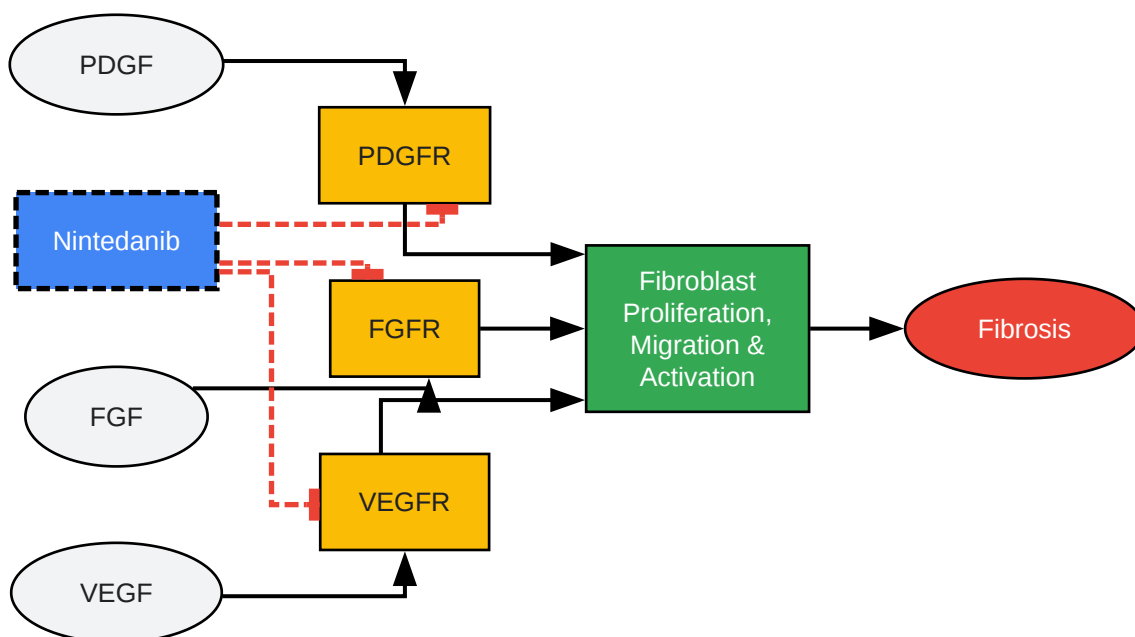 PDGF
PDGFR
Nintedanib
FGFR
Fibroblast
Proliferation,
Migration &
Activation
Fibrosis
FGF
VEGFR
VEGF